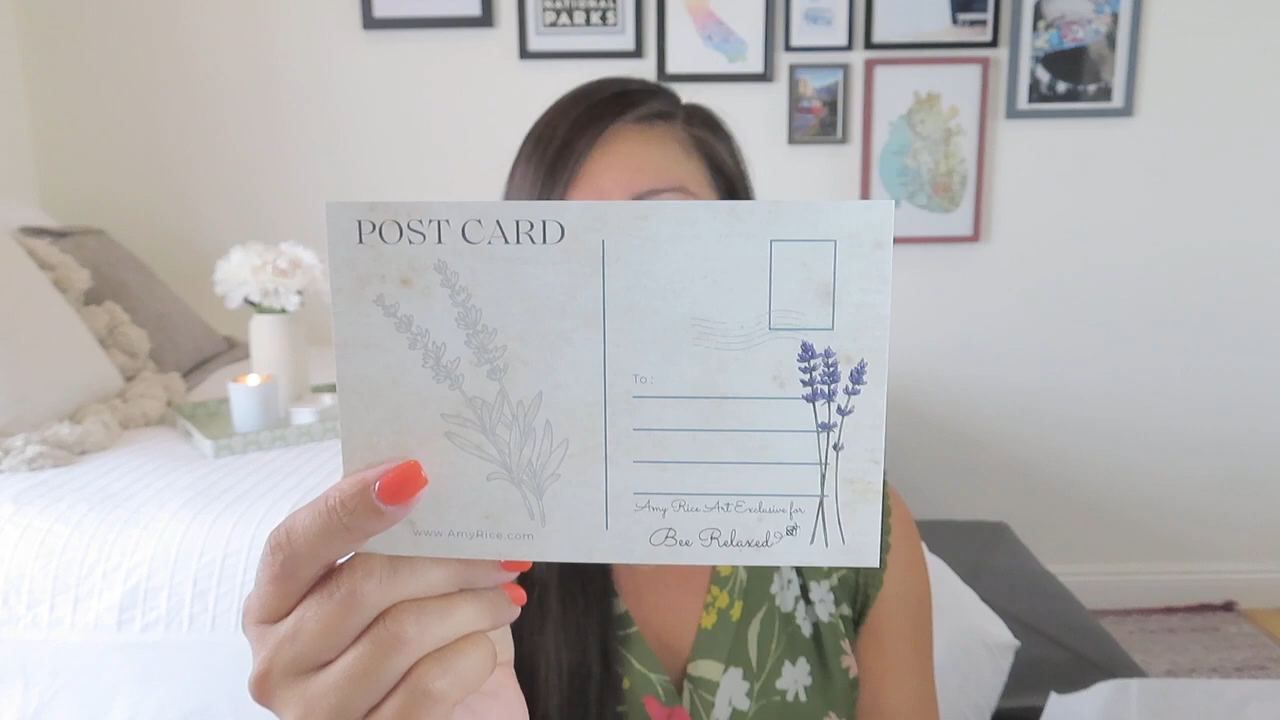 NATIONAL
PARKS
POST CARD
To:
Amy Rice Art Exclusive for
Bee Relaxed
www.AmyRice.com